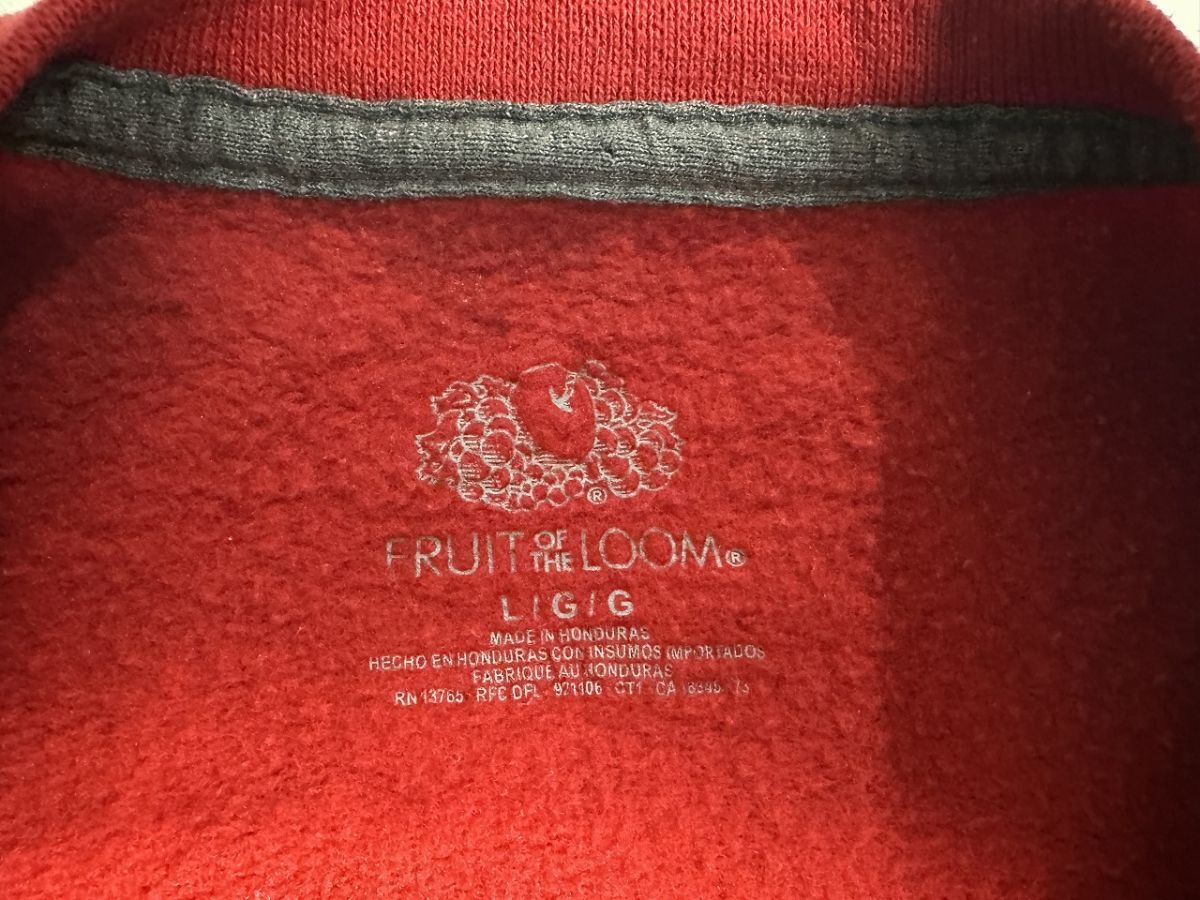 ®
FRUIT OF THE LOOM®
L / G / G
MADE IN HONDURAS
HECHO EN HONDURAS CON INSUMOS IMPORTADOS
FABRIQUE AU HONDURAS
RN 13765 · RFC DFL · 921106 · CT1 · CA